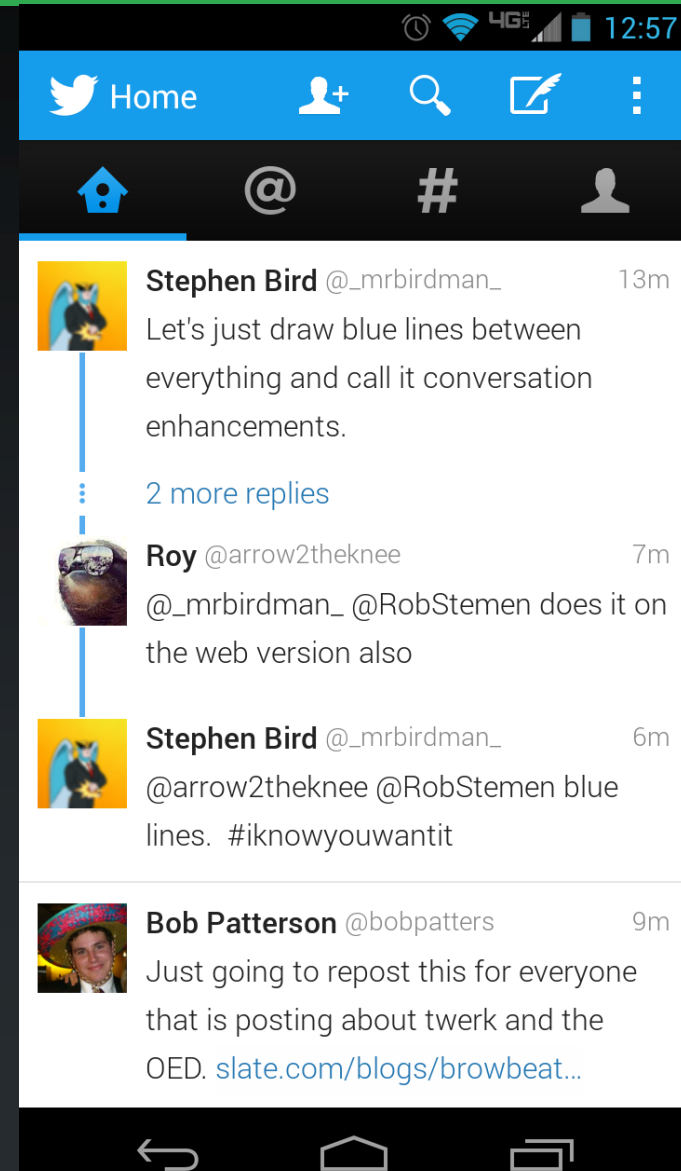 4G LTE 12:57
Home
@ #
Stephen Bird @_mrbirdman_ 13m
Let's just draw blue lines between
everything and call it conversation
enhancements.
2 more replies
Roy @arrow2theknee 7m
@_mrbirdman_ @RobStemen does it on
the web version also
Stephen Bird @_mrbirdman_ 6m
@arrow2theknee @RobStemen blue
lines.  #iknowyouwantit
Bob Patterson @bobpatters 9m
Just going to repost this for everyone
that is posting about twerk and the
OED. slate.com/blogs/browbeat...